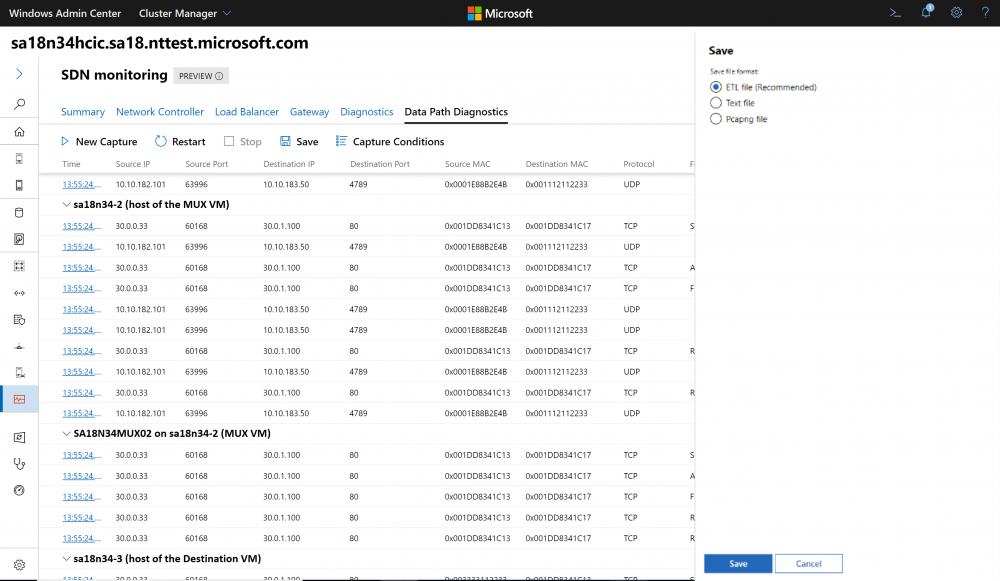 Windows Admin Center Cluster Manager Microsoft 1 ?
sa18n34hcic.sa18.nttest.microsoft.com
SDN monitoring PREVIEW
Summary Network Controller Load Balancer Gateway Diagnostics Data Path Diagnostics
New Capture Restart Stop Save Capture Conditions
Time Source IP Source Port Destination IP Destination Port Source MAC Destination MAC Protocol
13:55:24.... 10.10.182.101 63996 10.10.183.50 4789 0x0001E88B2E4B 0x001112112233 UDP
sa18n34-2 (host of the MUX VM)
13:55:24.... 30.0.0.33 60168 30.0.1.100 80 0x001DD8341C13 0x001DD8341C17 TCP S
13:55:24.... 10.10.182.101 63996 10.10.183.50 4789 0x0001E88B2E4B 0x001112112233 UDP
13:55:24.... 30.0.0.33 60168 30.0.1.100 80 0x001DD8341C13 0x001DD8341C17 TCP A
13:55:24.... 30.0.0.33 60168 30.0.1.100 80 0x001DD8341C13 0x001DD8341C17 TCP F
13:55:24.... 10.10.182.101 63996 10.10.183.50 4789 0x0001E88B2E4B 0x001112112233 UDP
13:55:24.... 10.10.182.101 63996 10.10.183.50 4789 0x0001E88B2E4B 0x001112112233 UDP
13:55:24.... 30.0.0.33 60168 30.0.1.100 80 0x001DD8341C13 0x001DD8341C17 TCP R
13:55:24.... 10.10.182.101 63996 10.10.183.50 4789 0x0001E88B2E4B 0x001112112233 UDP
13:55:24.... 30.0.0.33 60168 30.0.1.100 80 0x001DD8341C13 0x001DD8341C17 TCP R
13:55:24.... 10.10.182.101 63996 10.10.183.50 4789 0x0001E88B2E4B 0x001112112233 UDP
SA18N34MUX02 on sa18n34-2 (MUX VM)
13:55:24.... 30.0.0.33 60168 30.0.1.100 80 0x001DD8341C13 0x001DD8341C17 TCP S
13:55:24.... 30.0.0.33 60168 30.0.1.100 80 0x001DD8341C13 0x001DD8341C17 TCP A
13:55:24.... 30.0.0.33 60168 30.0.1.100 80 0x001DD8341C13 0x001DD8341C17 TCP F
13:55:24.... 30.0.0.33 60168 30.0.1.100 80 0x001DD8341C13 0x001DD8341C17 TCP R
13:55:24.... 30.0.0.33 60168 30.0.1.100 80 0x001DD8341C13 0x001DD8341C17 TCP R
sa18n34-3 (host of the Destination VM)
Save
Save file format:
ETL file (Recommended)
Text file
Pcapng file
Save Cancel